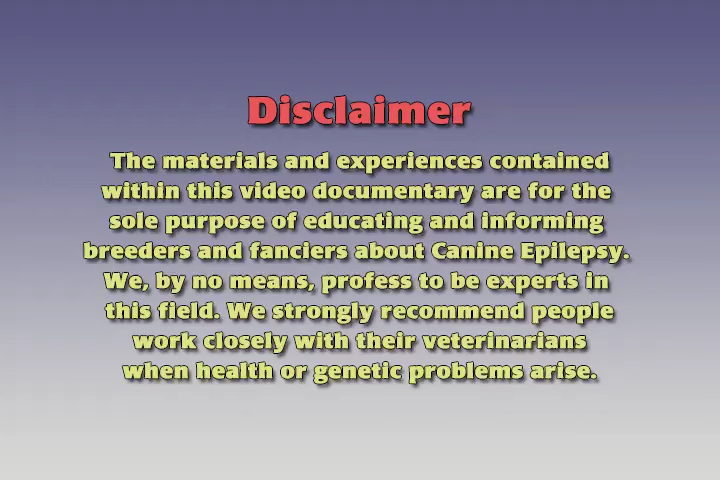 Disclaimer
The materials and experiences contained
within this video documentary are for the
sole purpose of educating and informing
breeders and fanciers about Canine Epilepsy.
We, by no means, profess to be experts in
this field. We strongly recommend people
work closely with their veterinarians
when health or genetic problems arise.